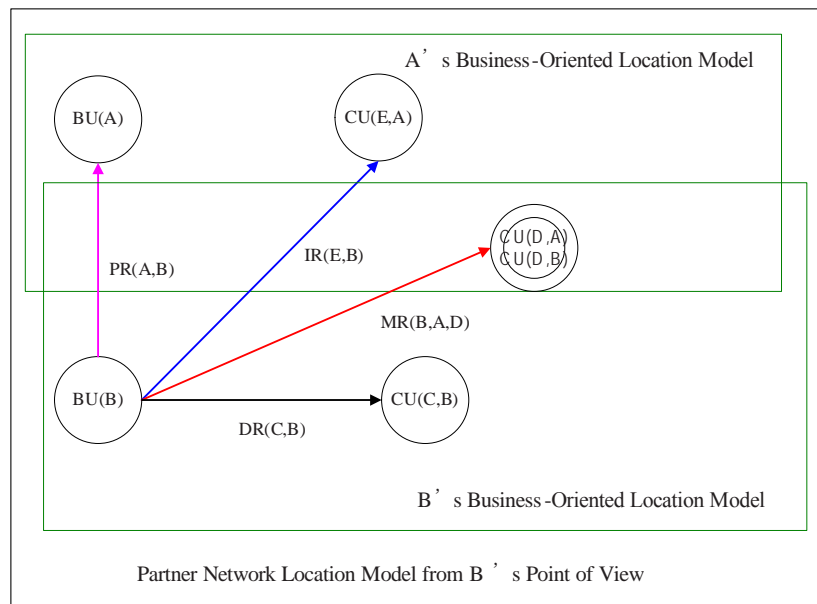 A's Business-Oriented Location Model
BU(A)
CU(E,A)
CU(D,A)
CU(D,B)
IR(E,B)
PR(A,B)
MR(B,A,D)
BU(B)
CU(C,B)
DR(C,B)
B's Business-Oriented Location Model
Partner Network Location Model from B's Point of View